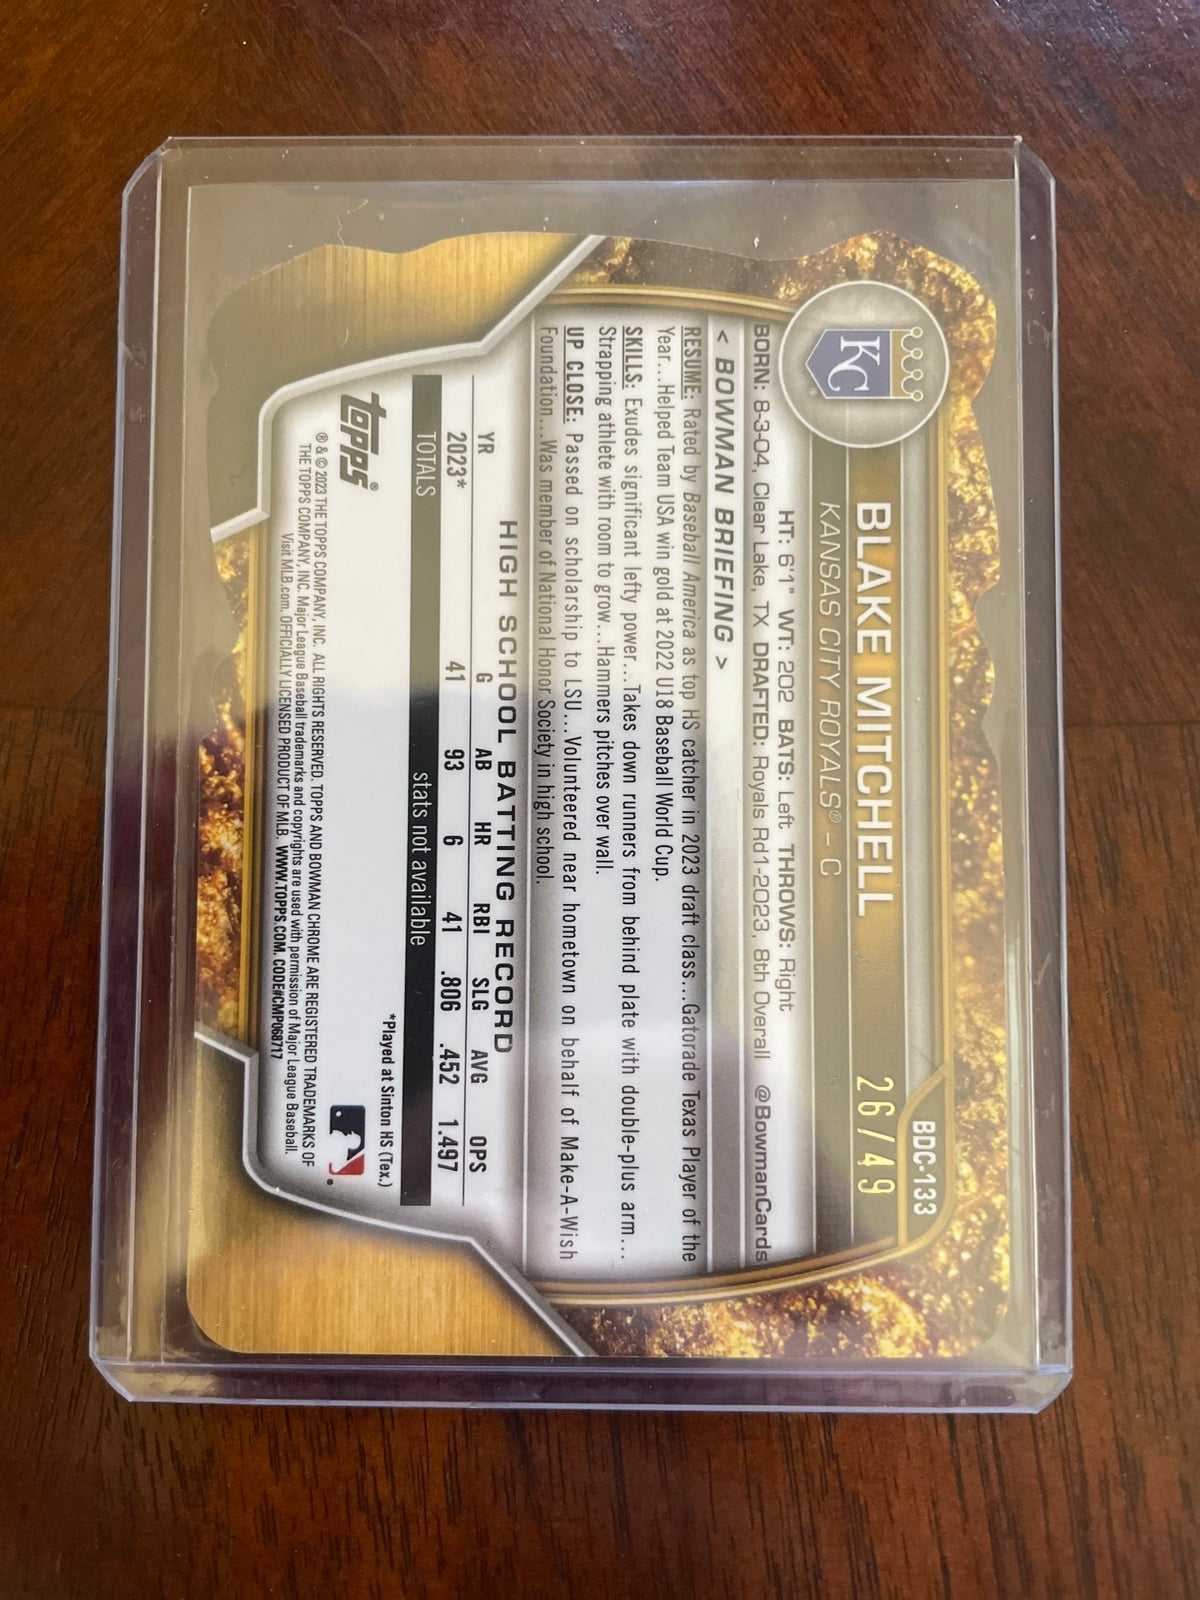 BDC-133
26/49
BLAKE MITCHELL
KANSAS CITY ROYALS® – C
KC
HT: 6'1" WT: 202 BATS: Left THROWS: Right
BORN: 8-3-04, Clear Lake, TX DRAFTED: Royals Rd1-2023, 8th Overall @BowmanCards
< BOWMAN BRIEFING >
RESUME: Rated by Baseball America as top HS catcher in 2023 draft class...Gatorade Texas Player of the
Year...Helped Team USA win gold at 2022 U18 Baseball World Cup.
SKILLS: Exudes significant lefty power...Takes down runners from behind plate with double-plus arm...
Strapping athlete with room to grow...Hammers pitches over wall.
UP CLOSE: Passed on scholarship to LSU...Volunteered near hometown on behalf of Make-A-Wish
Foundation...Was member of National Honor Society in high school.
HIGH SCHOOL BATTING RECORD
YR G AB HR RBI SLG AVG OPS
2023* 41 93 6 41 .806 .452 1.497
TOTALS stats not available
*Played at Sinton HS (Tex.)
topps®
® & © 2023 THE TOPPS COMPANY, INC. ALL RIGHTS RESERVED. TOPPS AND BOWMAN CHROME ARE REGISTERED TRADEMARKS OF
THE TOPPS COMPANY, INC. Major League Baseball trademarks and copyrights are used with permission of Major League Baseball.
Visit MLB.com. OFFICIALLY LICENSED PRODUCT OF MLB. WWW.TOPPS.COM. CODE#CMP068717